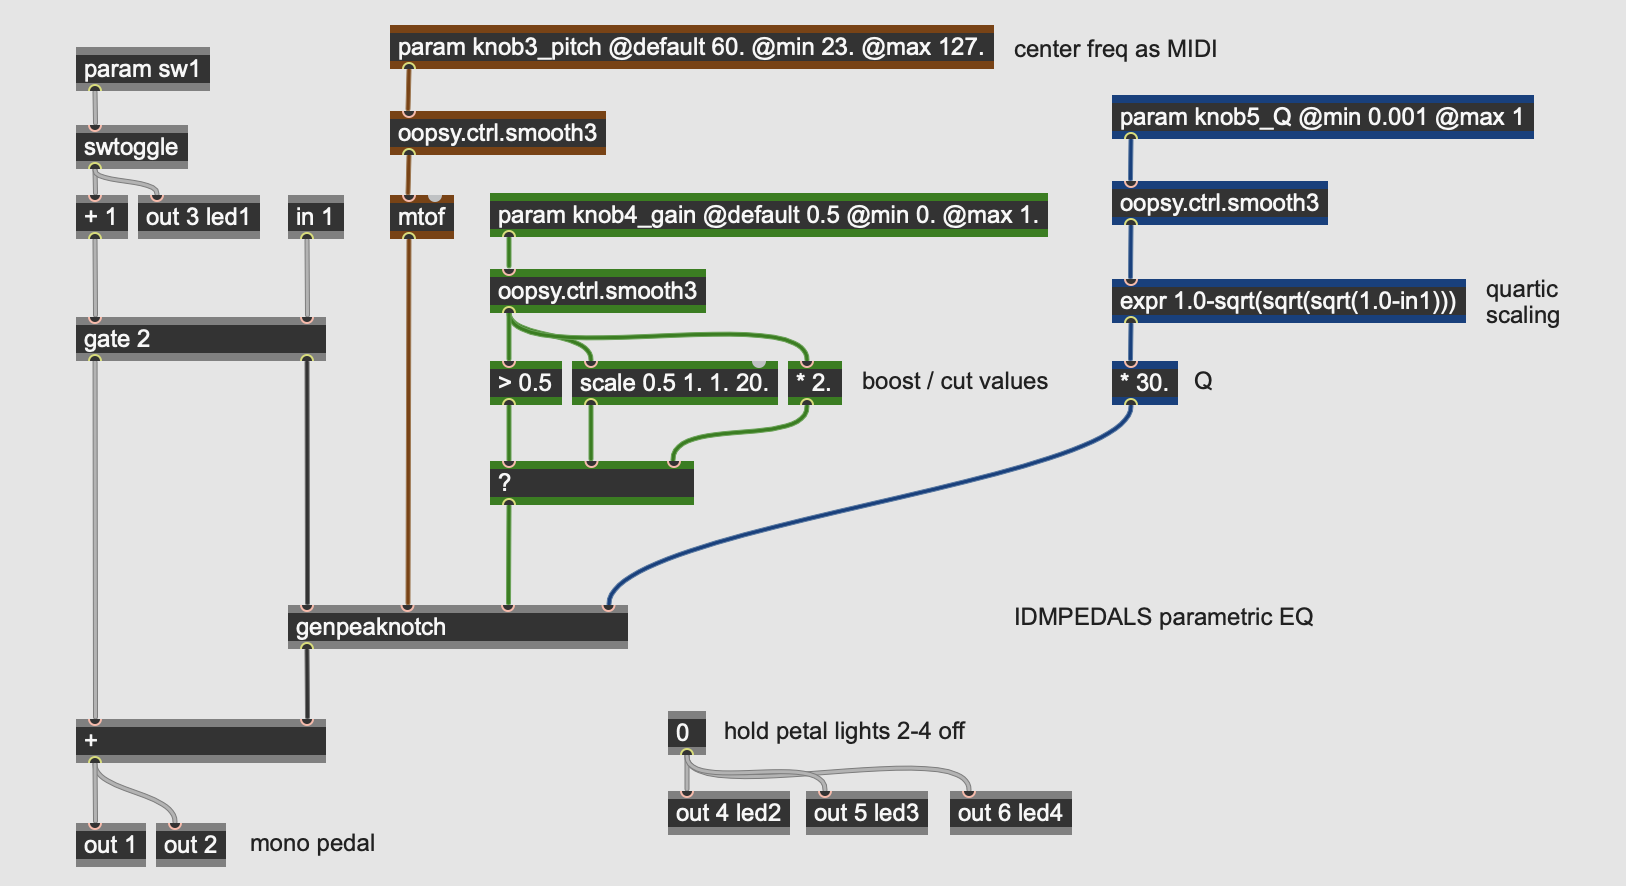 param knob3_pitch @default 60. @min 23. @max 127.
center freq as MIDI
param sw1
param knob5_Q @min 0.001 @max 1
oopsy.ctrl.smooth3
swtoggle
oopsy.ctrl.smooth3
+ 1
out 3 led1
in 1
mtof
param knob4_gain @default 0.5 @min 0. @max 1.
oopsy.ctrl.smooth3
expr 1.0-sqrt(sqrt(sqrt(1.0-in1)))
quartic
scaling
gate 2
> 0.5
scale 0.5 1. 1. 20.
* 2.
boost / cut values
* 30.
Q
?
genpeaknotch
IDMPEDALS parametric EQ
+
0
hold petal lights 2-4 off
out 4 led2
out 5 led3
out 6 led4
out 1
out 2
mono pedal